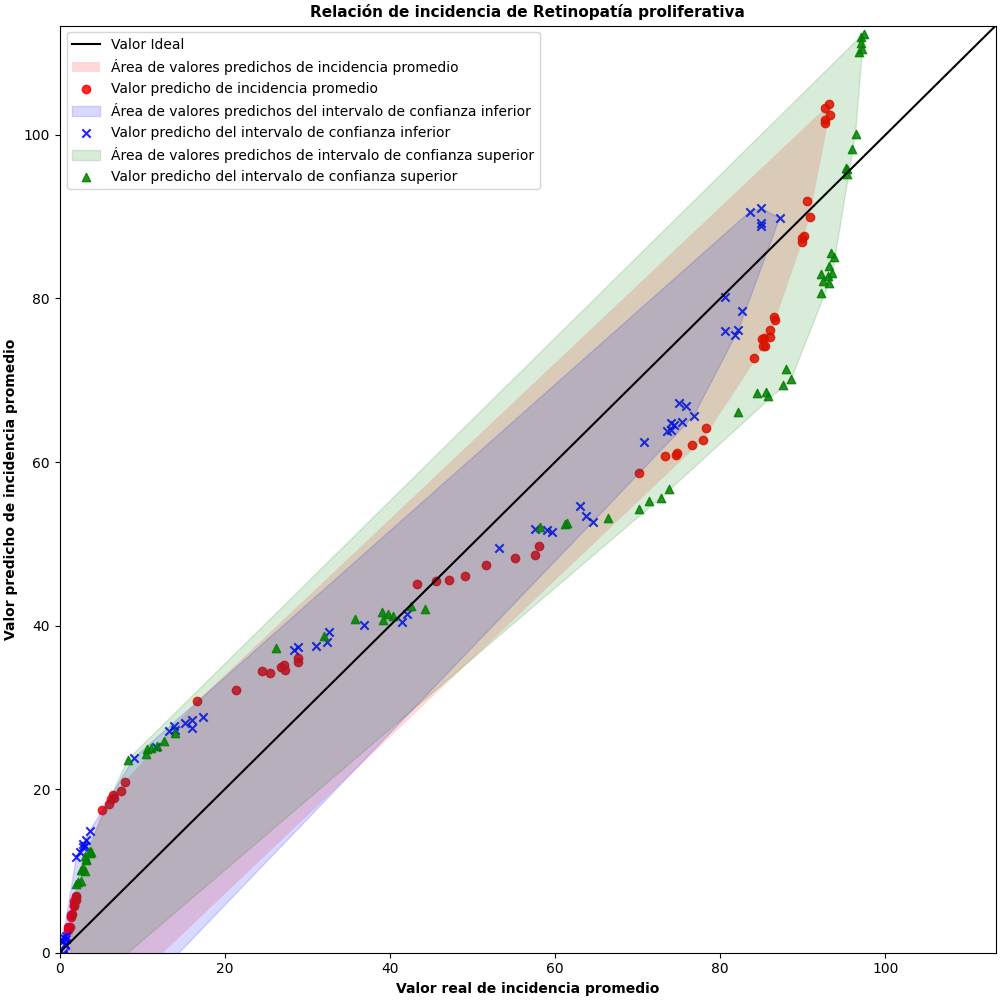 Relación de incidencia de Retinopatía proliferativa
Valor Ideal
Área de valores predichos de incidencia promedio
Valor predicho de incidencia promedio
Área de valores predichos del intervalo de confianza inferior
Valor predicho del intervalo de confianza inferior
Área de valores predichos de intervalo de confianza superior
Valor predicho del intervalo de confianza superior
Valor predicho de incidencia promedio
100
80
60
40
20
0
0 20 40 60 80 100
Valor real de incidencia promedio